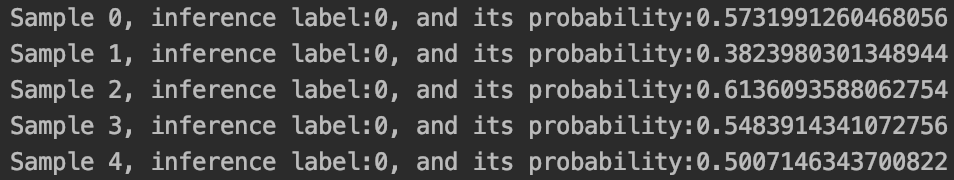 Sample 0, inference label:0, and its probability:0.5731991260468056
Sample 1, inference label:0, and its probability:0.3823980301348944
Sample 2, inference label:0, and its probability:0.6136093588062754
Sample 3, inference label:0, and its probability:0.5483914341072756
Sample 4, inference label:0, and its probability:0.5007146343700822